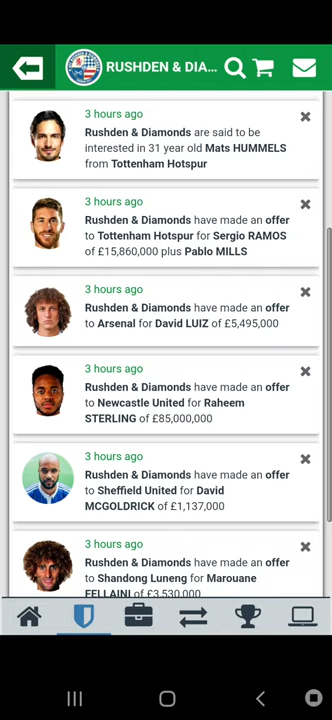 RUSHDEN & DIA...
3 hours ago
Rushden & Diamonds are said to be
interested in 31 year old Mats HUMMELS
from Tottenham Hotspur
3 hours ago
Rushden & Diamonds have made an offer
to Tottenham Hotspur for Sergio RAMOS
of £15,860,000 plus Pablo MILLS
3 hours ago
Rushden & Diamonds have made an offer
to Arsenal for David LUIZ of £5,495,000
3 hours ago
Rushden & Diamonds have made an offer
to Newcastle United for Raheem
STERLING of £85,000,000
3 hours ago
Rushden & Diamonds have made an offer
to Sheffield United for David
MCGOLDRICK of £1,137,000
3 hours ago
Rushden & Diamonds have made an offer
to Shandong Luneng for Marouane
FELLAINI of £3,530,000